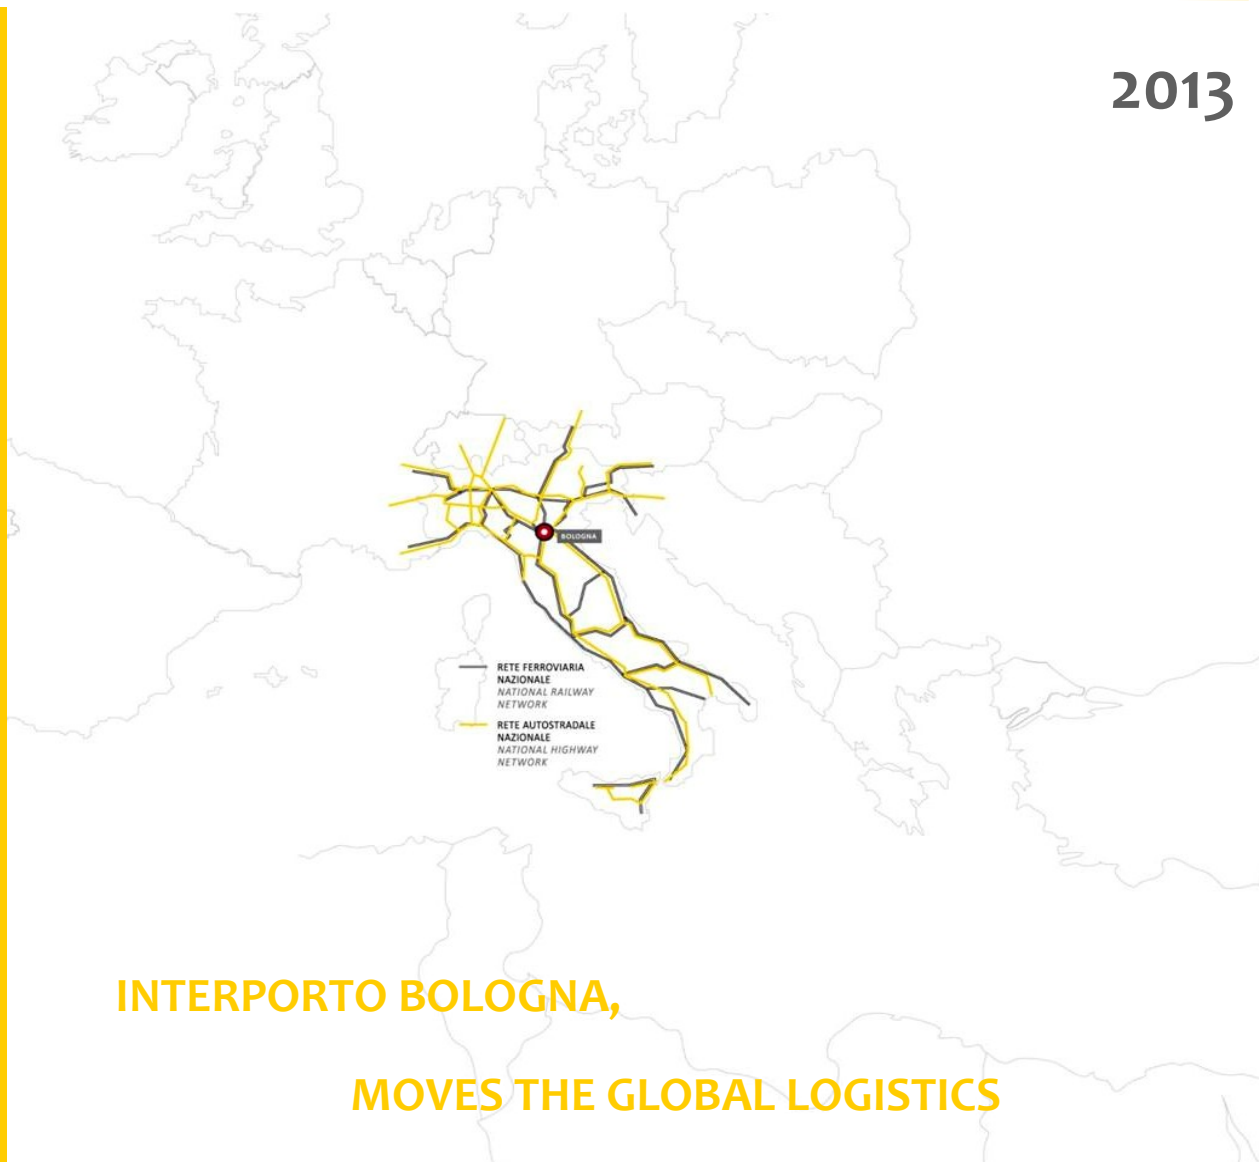 2013
BOLOGNA
RETE FERROVIARIA
NAZIONALE
NATIONAL RAILWAY
NETWORK
RETE AUTOSTRADALE
NAZIONALE
NATIONAL HIGHWAY
NETWORK
INTERPORTO BOLOGNA,
MOVES THE GLOBAL LOGISTICS